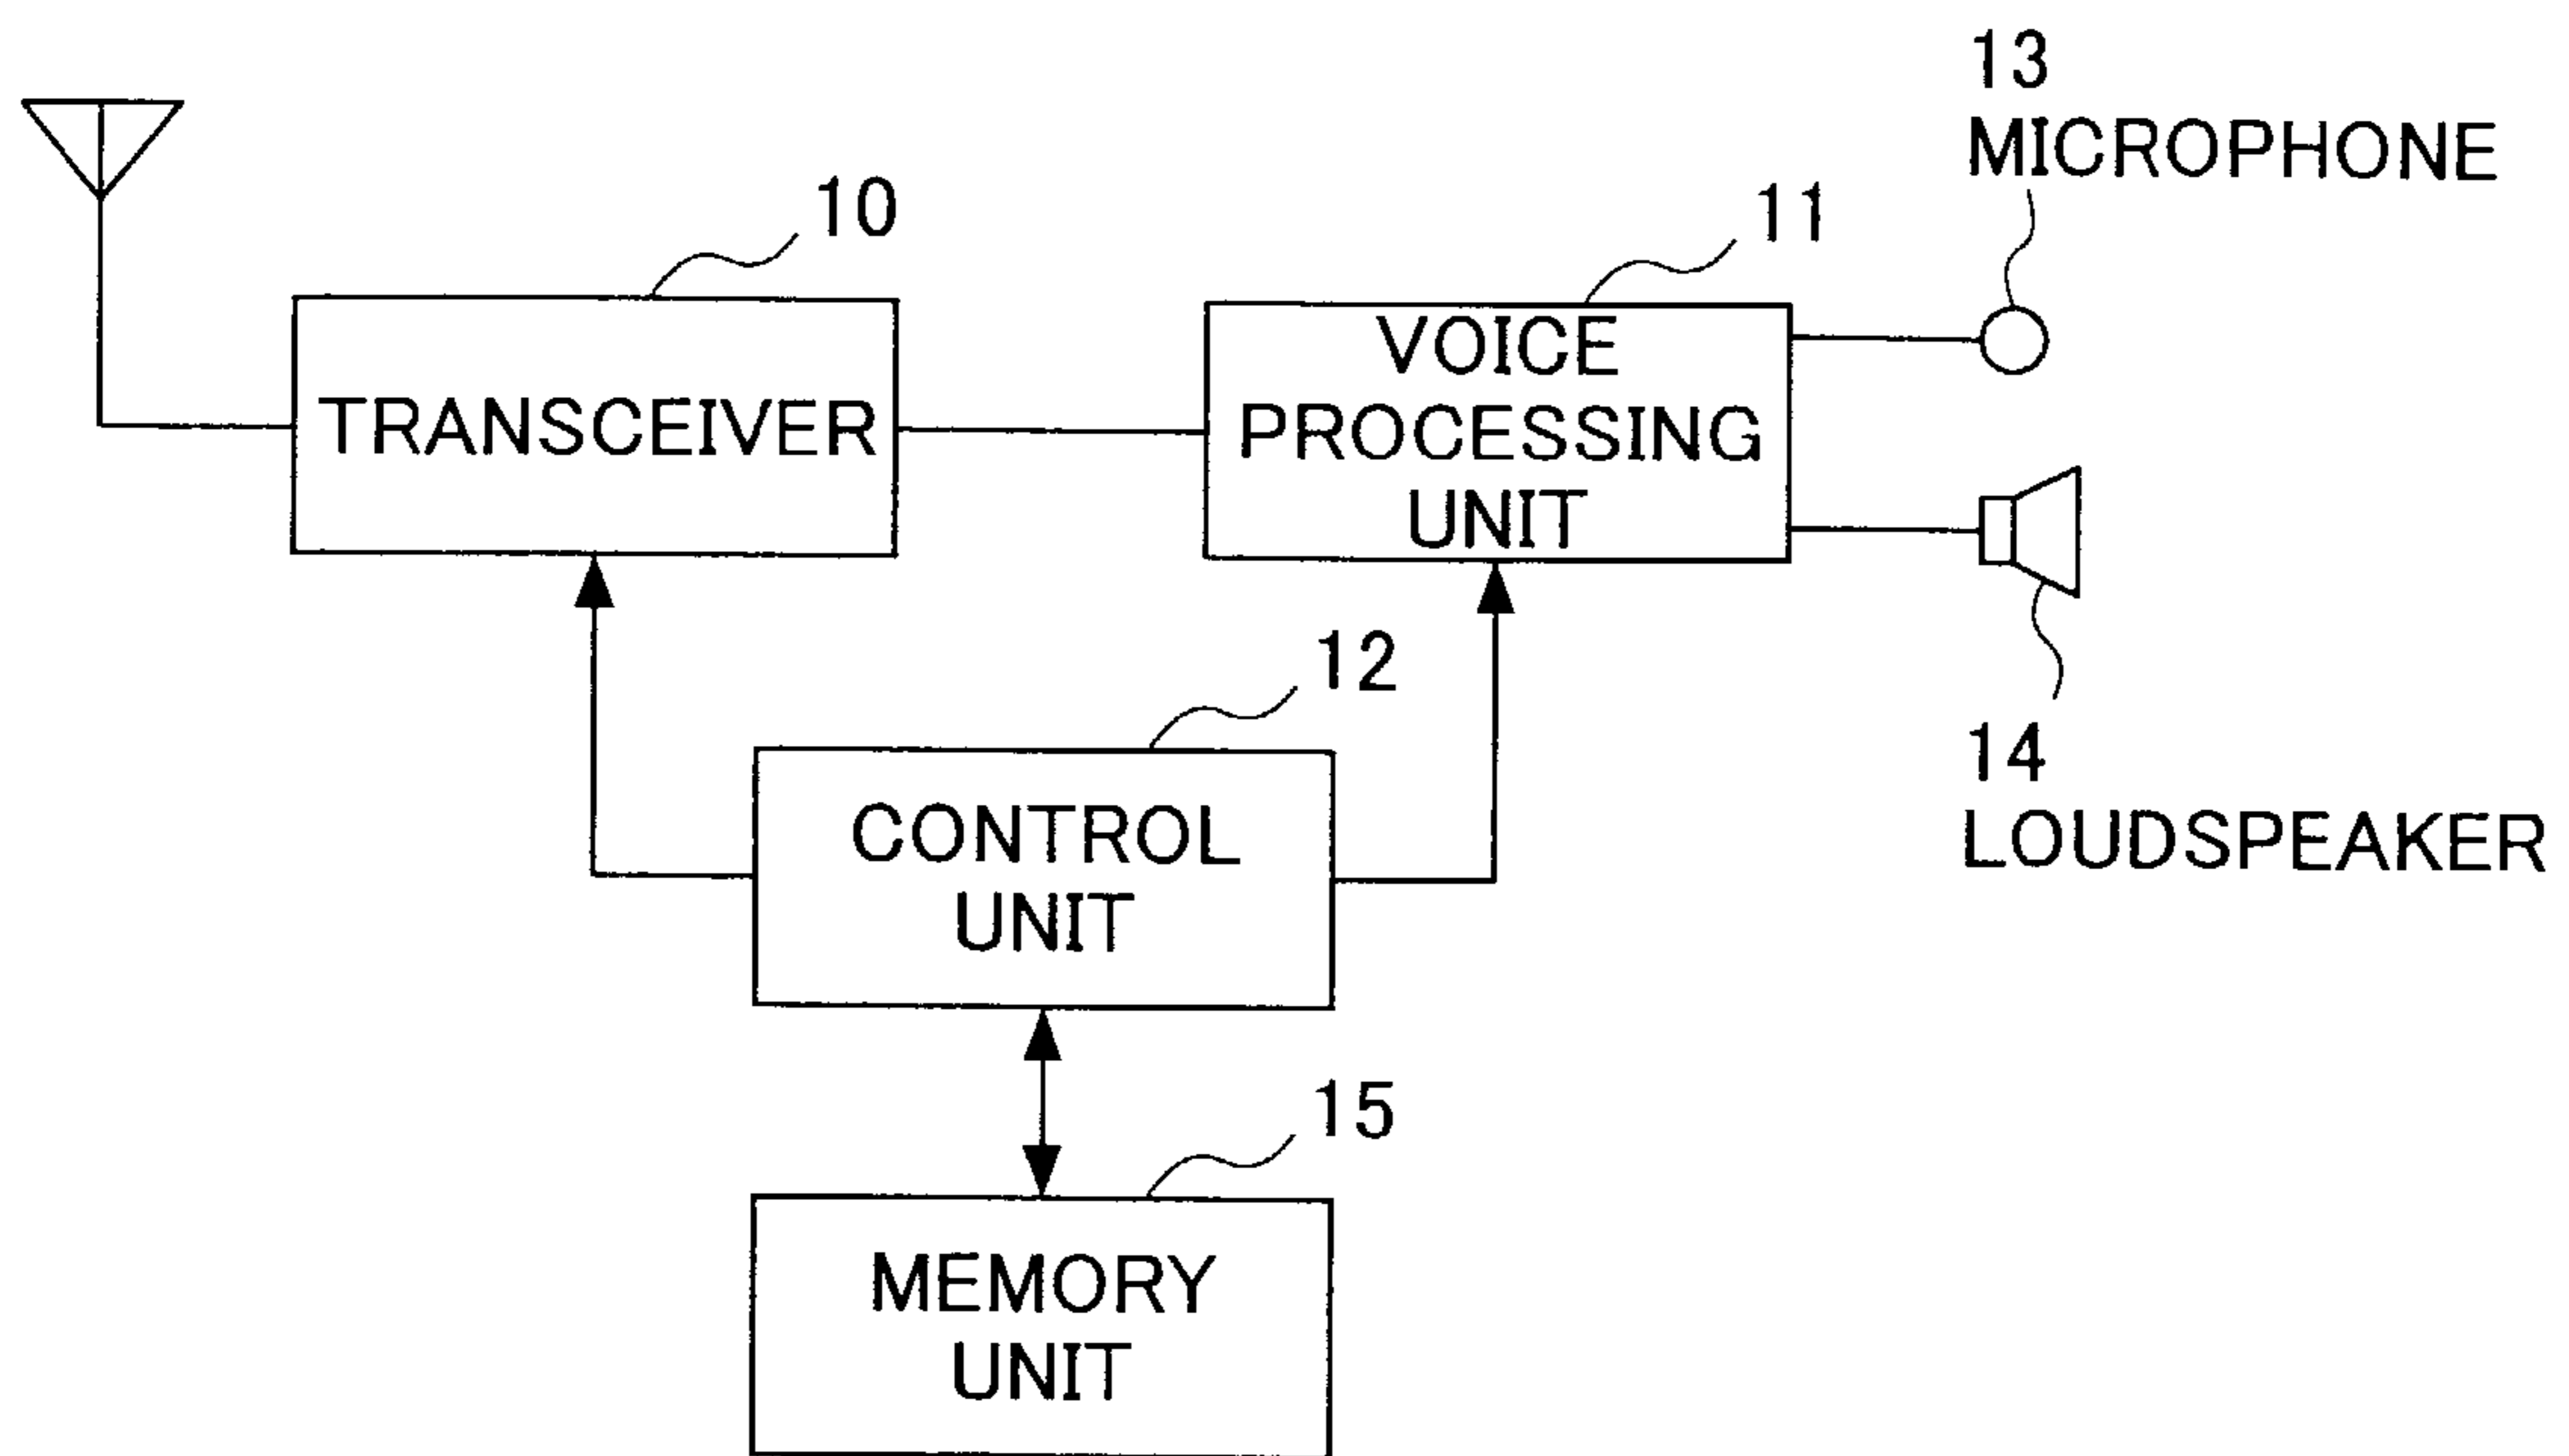 13
MICROPHONE
10
11
TRANSCEIVER
VOICE
PROCESSING
UNIT
12
CONTROL
UNIT
14
LOUDSPEAKER
15
MEMORY
UNIT